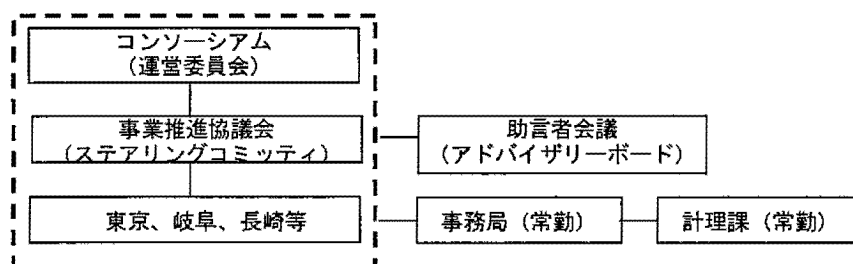 コンソーシアム
(運営委員会)
事業推進協議会
(ステアリングコミッティ)
助言者会議
(アドバイザリーボード)
東京、岐阜、長崎等
事務局(常勤)
計理課(常勤)